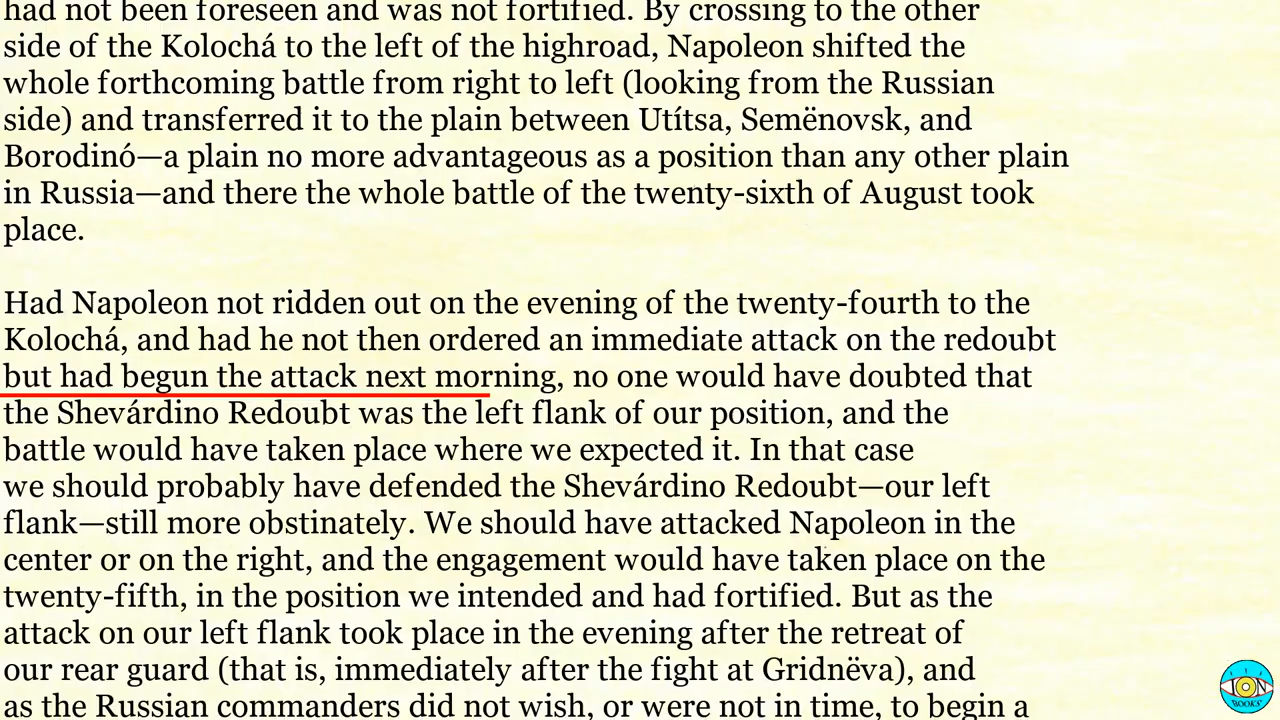 had not been foreseen and was not fortified. By crossing to the other
side of the Kolochá to the left of the highroad, Napoleon shifted the
whole forthcoming battle from right to left (looking from the Russian
side) and transferred it to the plain between Utítsa, Semënovsk, and
Borodinó—a plain no more advantageous as a position than any other plain
in Russia—and there the whole battle of the twenty-sixth of August took
place.
Had Napoleon not ridden out on the evening of the twenty-fourth to the
Kolochá, and had he not then ordered an immediate attack on the redoubt
but had begun the attack next morning, no one would have doubted that
the Shevárdino Redoubt was the left flank of our position, and the
battle would have taken place where we expected it. In that case
we should probably have defended the Shevárdino Redoubt—our left
flank—still more obstinately. We should have attacked Napoleon in the
center or on the right, and the engagement would have taken place on the
twenty-fifth, in the position we intended and had fortified. But as the
attack on our left flank took place in the evening after the retreat of
our rear guard (that is, immediately after the fight at Gridnëva), and
as the Russian commanders did not wish, or were not in time, to begin a
ION
BOOKS